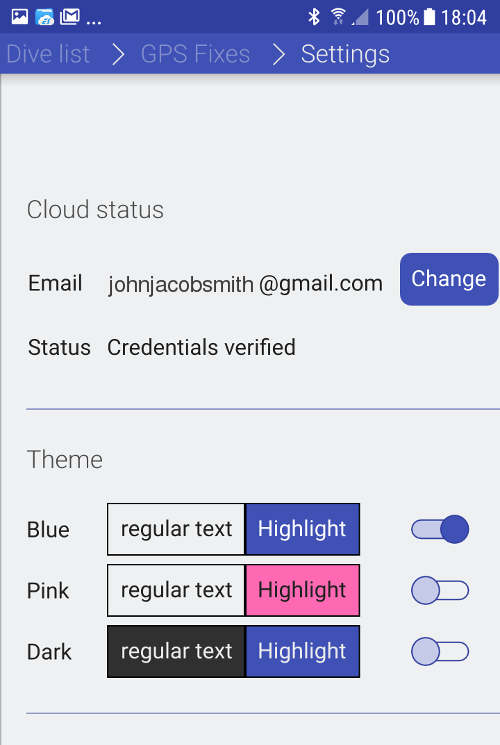 ... 100% 18:04
Dive list > GPS Fixes > Settings
Cloud status
Email johnjacobsmith @gmail.com Change
Status Credentials verified
Theme
Blue regular text Highlight
Pink regular text Highlight
Dark regular text Highlight